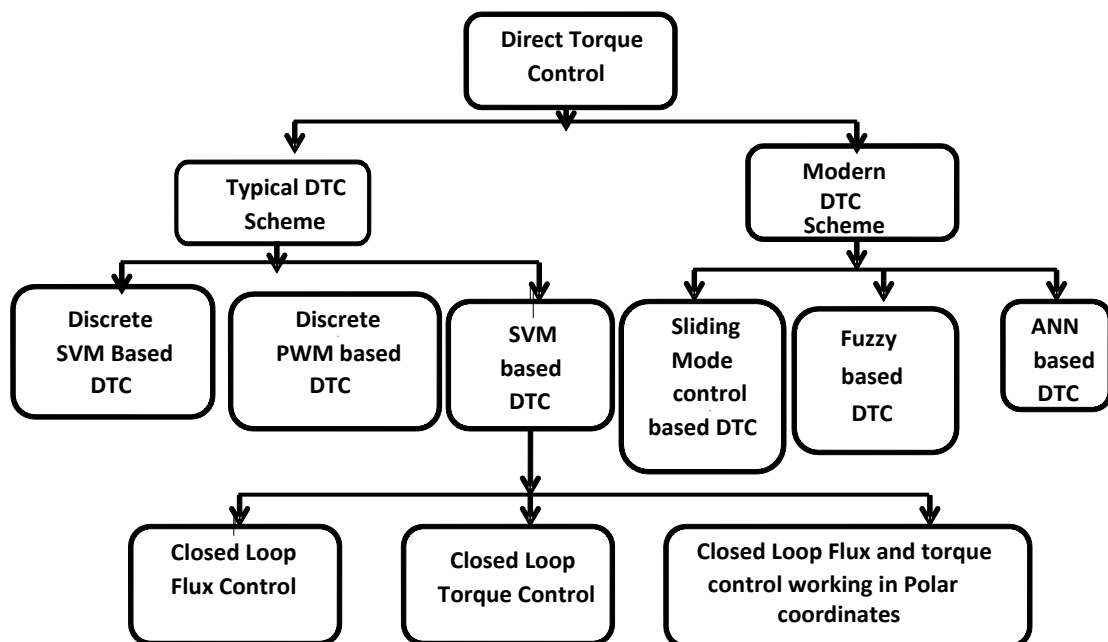 Direct Torque
Control
Typical DTC
Scheme
Modern
DTC
Scheme
Discrete
SVM Based
DTC
Discrete
PWM based
DTC
SVM
based
DTC
Sliding
Mode
control
based DTC
Fuzzy
based
DTC
ANN
based
DTC
Closed Loop
Flux Control
Closed Loop
Torque Control
Closed Loop Flux and torque
control working in Polar
coordinates